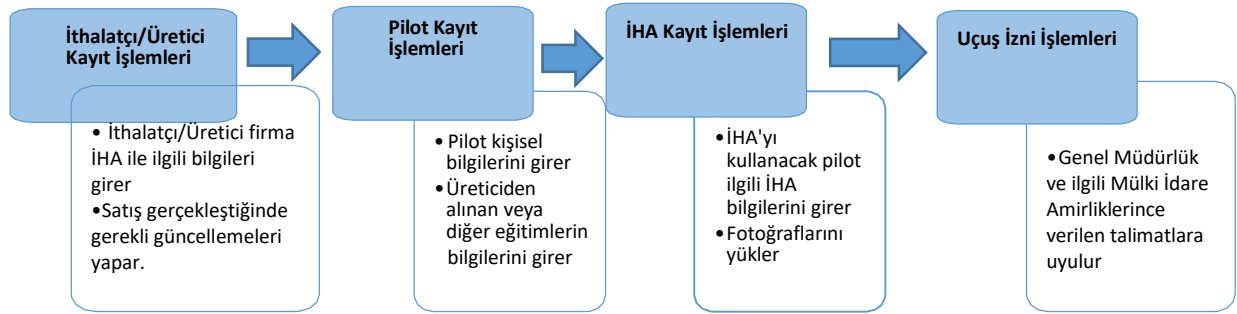 İthalatçı/Üretici
Kayıt İşlemleri
• İthalatçı/Üretici firma
İHA ile ilgili bilgileri
girer
•Satış gerçekleştiğinde
gerekli güncellemeleri
yapar.
Pilot Kayıt
İşlemleri
•Pilot kişisel
bilgilerini girer
•Üreticiden
alınan veya
diğer eğitimlerin
bilgilerini girer
İHA Kayıt İşlemleri
•İHA'yı
kullanacak pilot
ilgili İHA
bilgilerini girer
•Fotoğraflarını
yükler
Uçuş İzni İşlemleri
•Genel Müdürlük
ve ilgili Mülki İdare
Amirliklerince
verilen talimatlara
uyulur